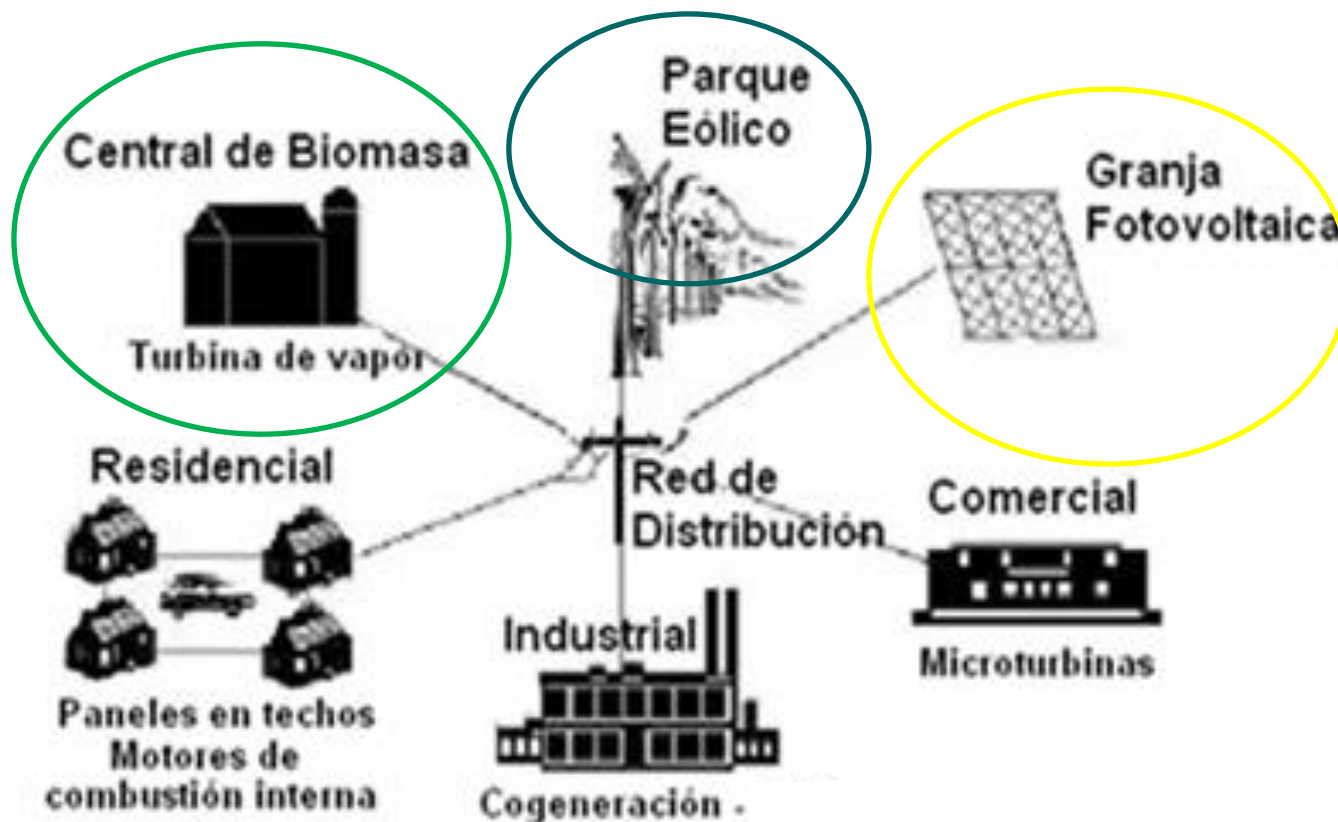 Parque
Eólico
Central de Biomasa
Granja
Fotovoltaica
Turbina de vapor
Residencial
Red de
Distribución
Comercial
Industrial
Microturbinas
Paneles en techos
Motores de
combustión interna
Cogeneración -